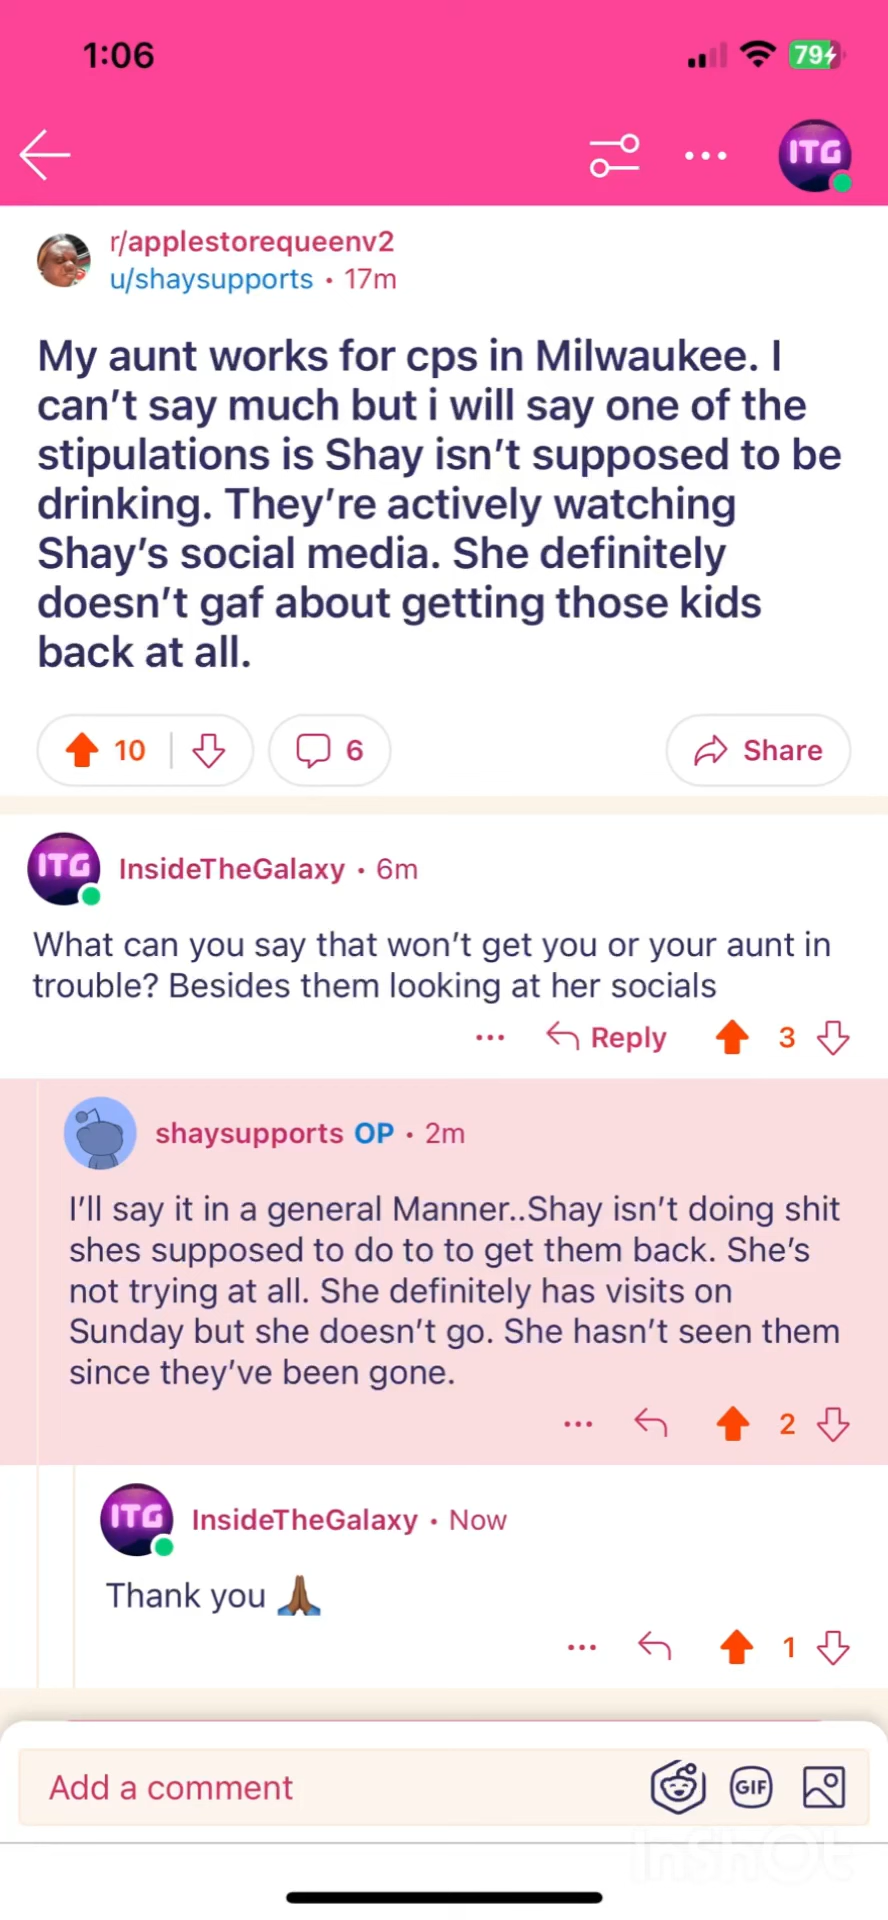 1:06
79
ITG
r/applestorequeenv2
u/shaysupports • 17m
My aunt works for cps in Milwaukee. I
can't say much but i will say one of the
stipulations is Shay isn't supposed to be
drinking. They're actively watching
Shay's social media. She definitely
doesn't gaf about getting those kids
back at all.
10
6
Share
ITG
InsideTheGalaxy • 6m
What can you say that won't get you or your aunt in
trouble? Besides them looking at her socials
... Reply 3
shaysupports OP • 2m
I'll say it in a general Manner..Shay isn't doing shit
shes supposed to do to to get them back. She's
not trying at all. She definitely has visits on
Sunday but she doesn't go. She hasn't seen them
since they've been gone.
... 2
ITG
InsideTheGalaxy • Now
Thank you 🙏🏾
... 1
Add a comment
GIF
InShOt